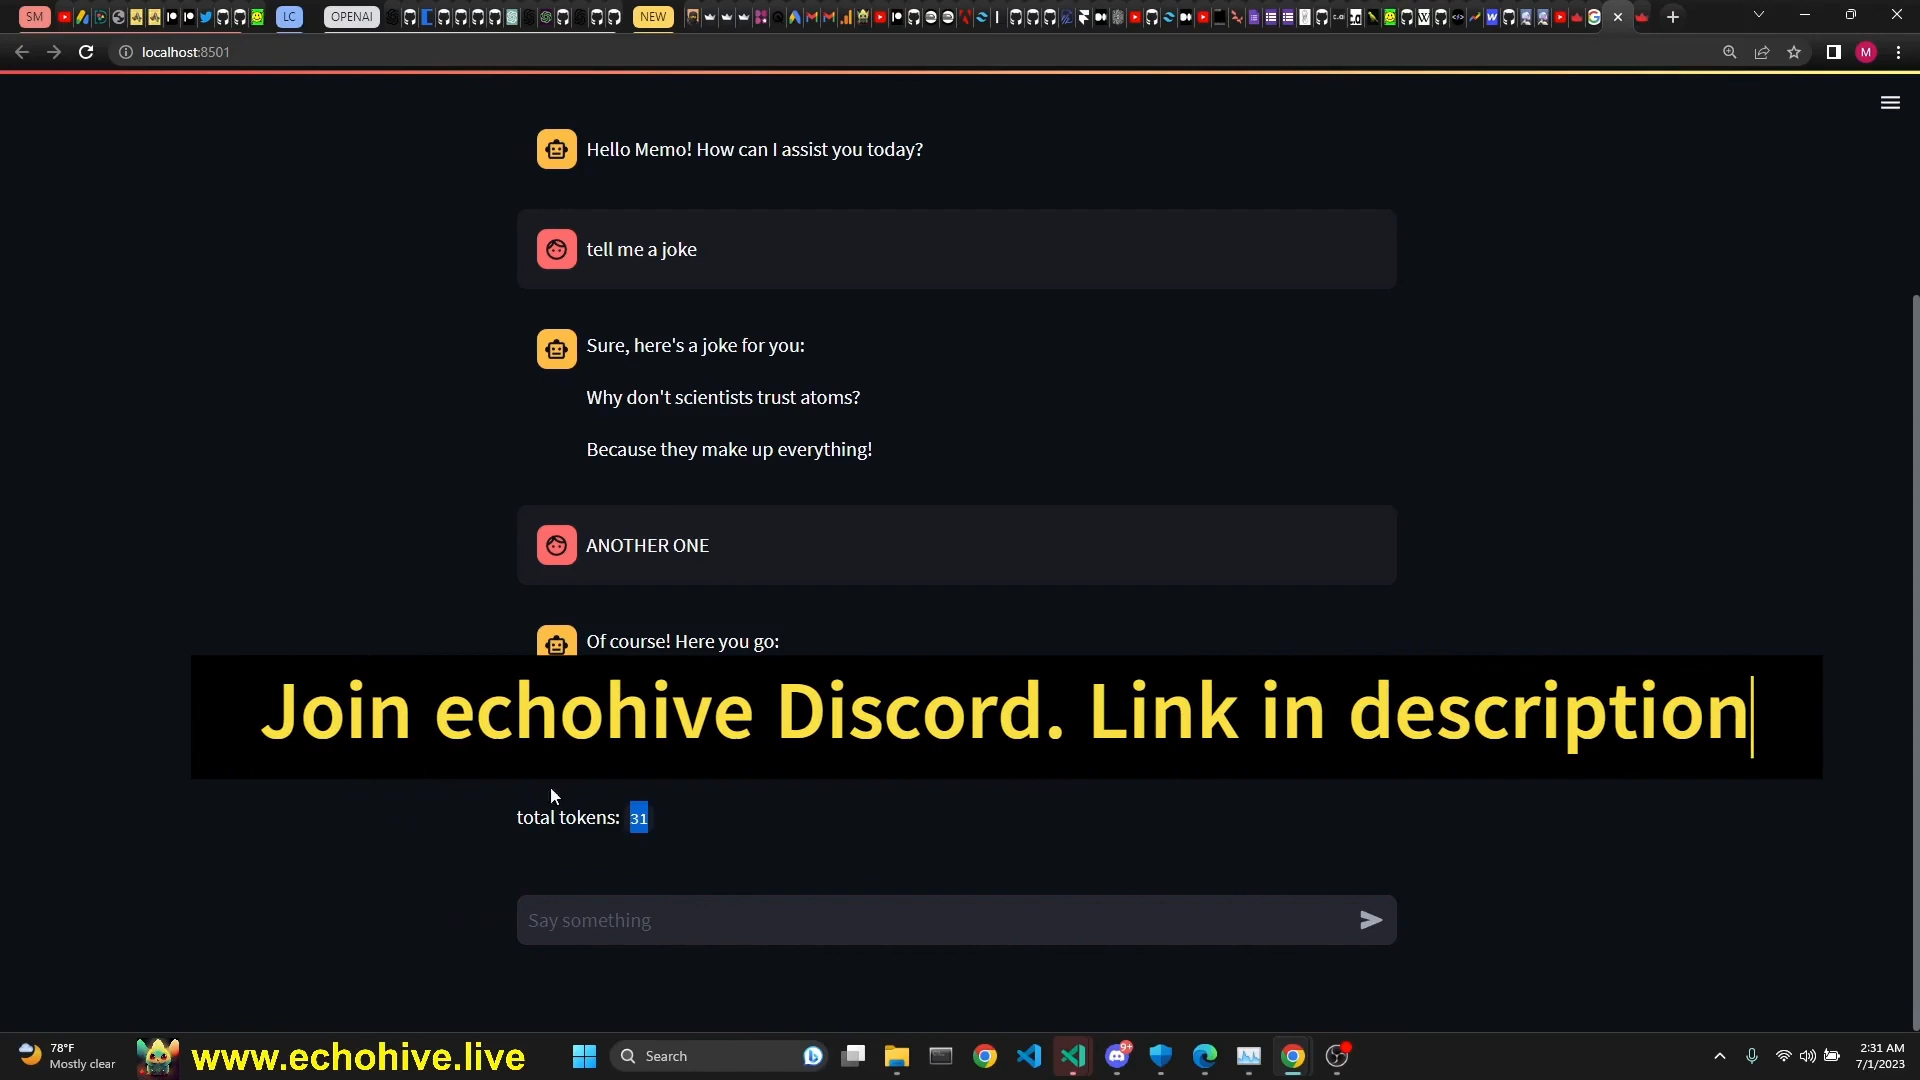 SM
LC
OPENAI
NEW
localhost:8501
M
Hello Memo! How can I assist you today?
tell me a joke
Sure, here's a joke for you:
Why don't scientists trust atoms?
Because they make up everything!
ANOTHER ONE
Of course! Here you go:
Join echohive Discord. Link in description
total tokens: 31
Say something
78°F
Mostly clear
www.echohive.live
Search
9+
2:31 AM
7/1/2023